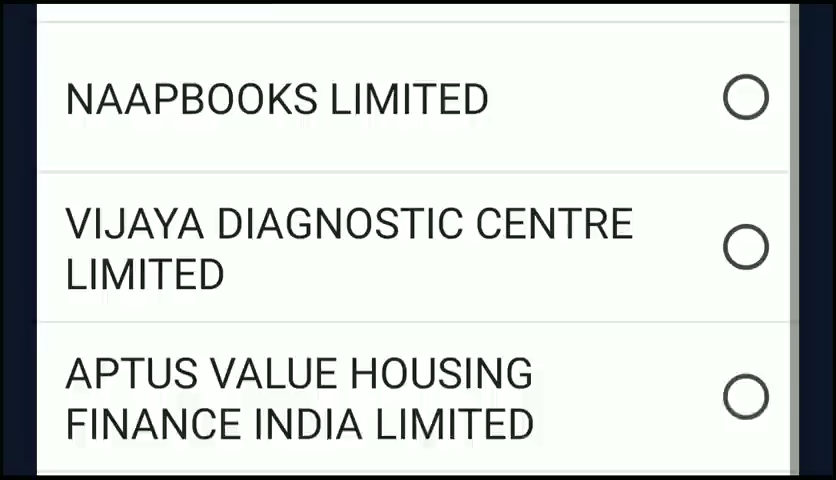 NAAPBOOKS LIMITED
VIJAYA DIAGNOSTIC CENTRE
LIMITED
APTUS VALUE HOUSING
FINANCE INDIA LIMITED